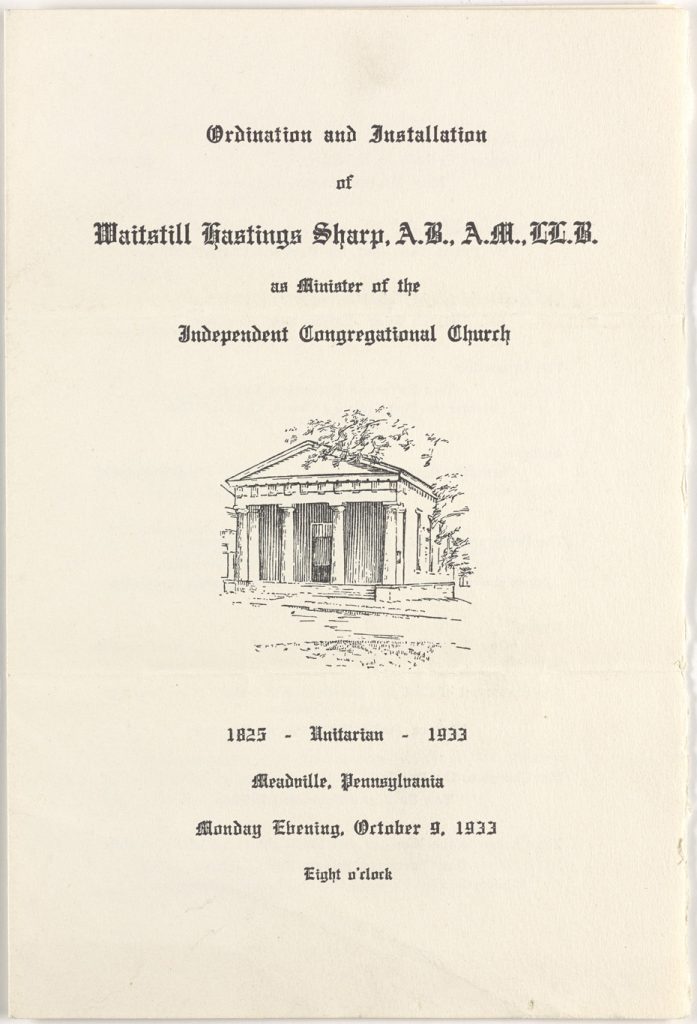 Ordination and Installation
of
Waitstill Hastings Sharp, A.B., A.M., LL.B.
as Minister of the
Independent Congregational Church
1825 - Unitarian - 1933
Meadville, Pennsylvania
Monday Evening, October 9, 1933
Eight o'clock